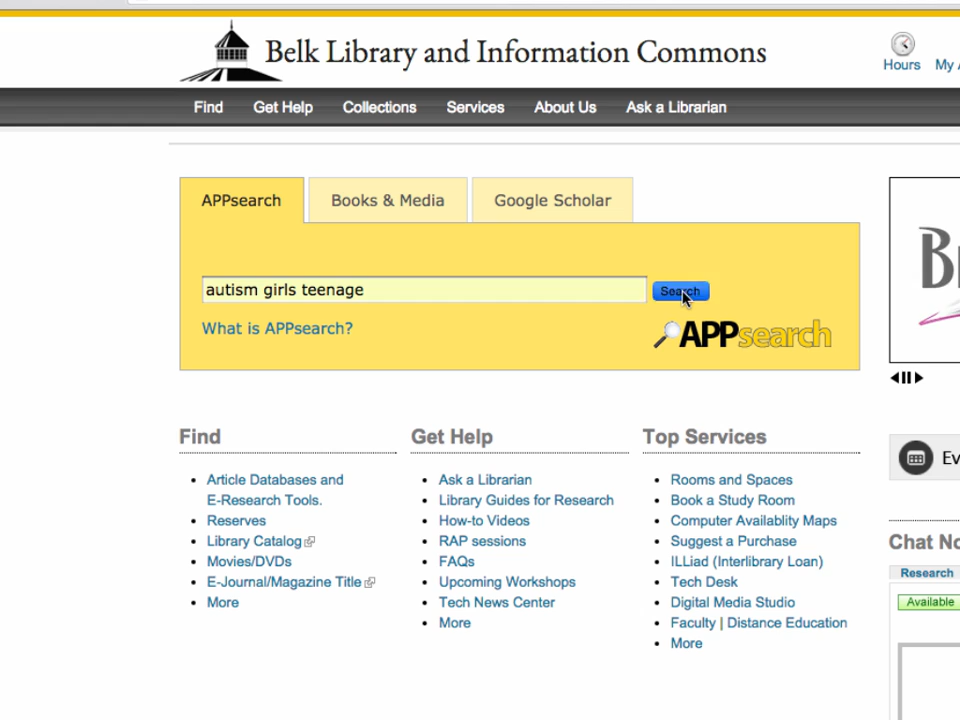 Belk Library and Information Commons
Hours
My
Find
Get Help
Collections
Services
About Us
Ask a Librarian
APPsearch
Books & Media
Google Scholar
autism girls teenage
Search
What is APPsearch?
APPsearch
Find
Article Databases and
E-Research Tools.
Reserves
Library Catalog
Movies/DVDs
E-Journal/Magazine Title
More
Get Help
Ask a Librarian
Library Guides for Research
How-to Videos
RAP sessions
FAQs
Upcoming Workshops
Tech News Center
More
Top Services
Rooms and Spaces
Book a Study Room
Computer Availablity Maps
Suggest a Purchase
ILLiad (Interlibrary Loan)
Tech Desk
Digital Media Studio
Faculty | Distance Education
More
Chat
Research
Available